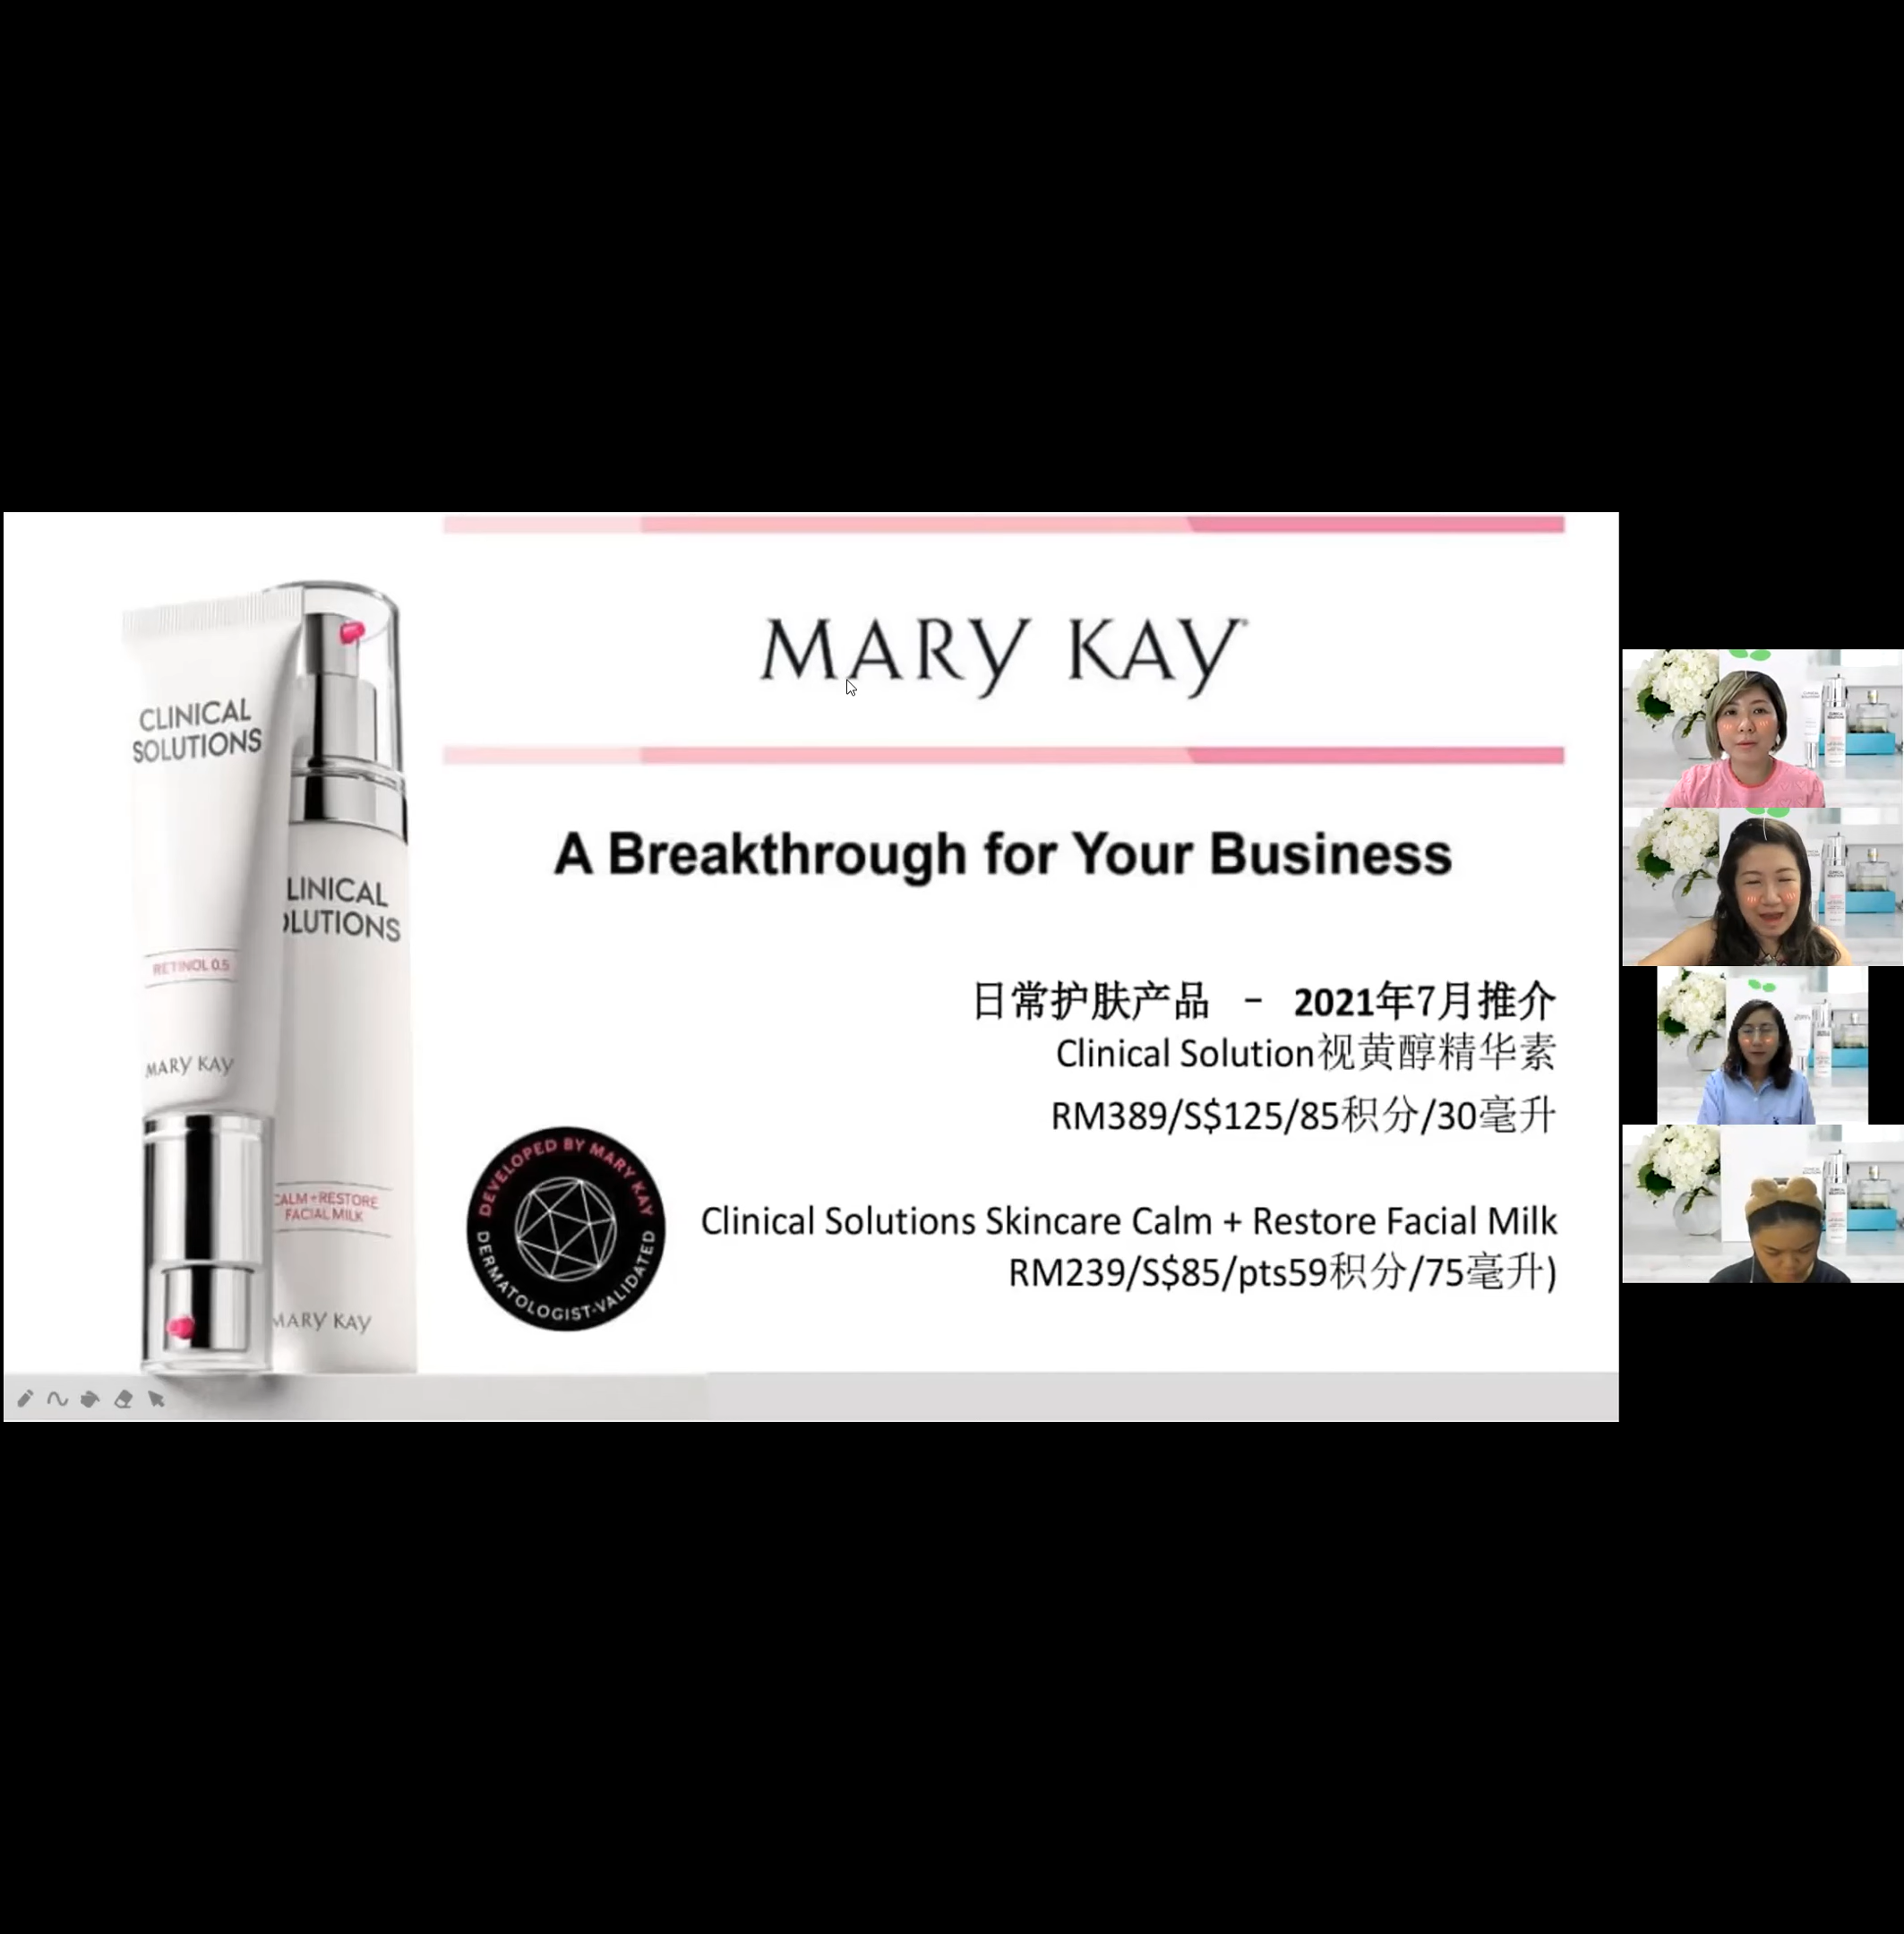 MARY KAY
A Breakthrough for Your Business
日常护肤产品 - 2021年7月推介
Clinical Solution视黄醇精华素
RM389/S$125/85积分/30毫升
Clinical Solutions Skincare Calm + Restore Facial Milk
RM239/S$85/pts59积分/75毫升)
CLINICAL
SOLUTIONS
RETINOL 0.5
MARY KAY
LINICAL
OLUTIONS
CALM + RESTORE
FACIAL MILK
MARY KAY
DEVELOPED BY MARY KAY
DERMATOLOGIST-VALIDATED